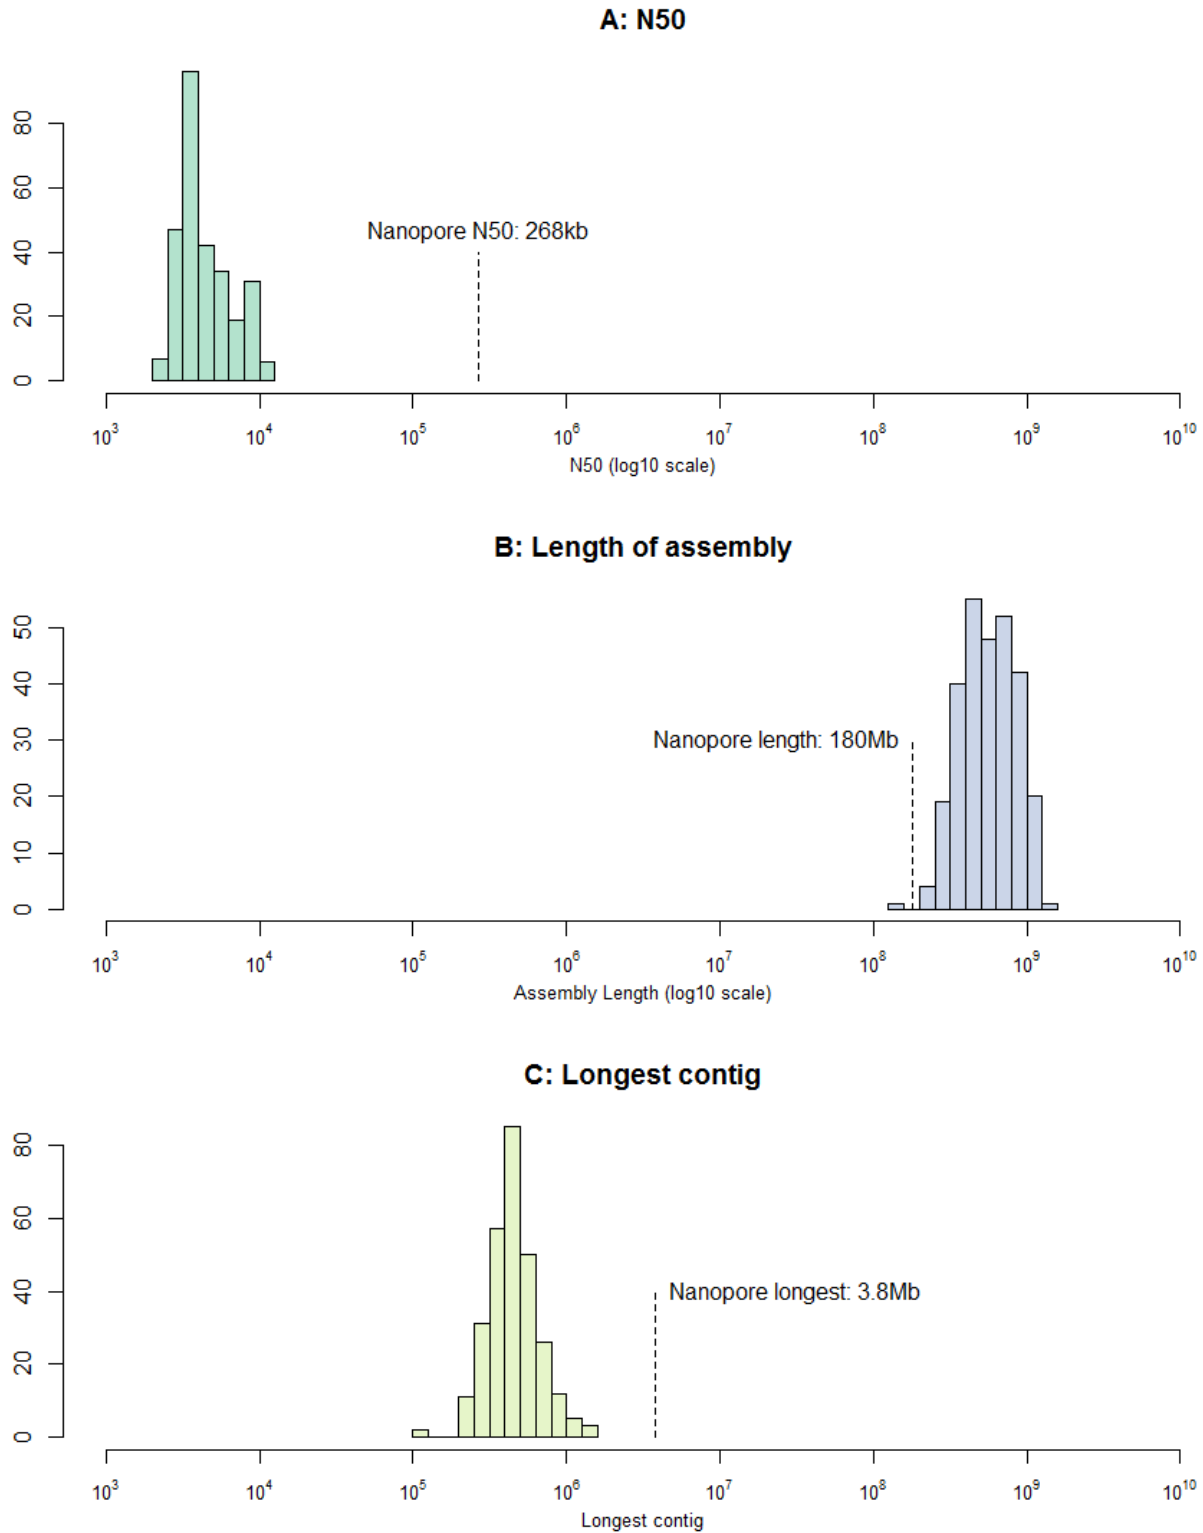 A: N50
80
60
40
20
0
Nanopore N50: 268kb
10³ 10⁴ 10⁵ 10⁶ 10⁷ 10⁸ 10⁹ 10¹⁰
N50 (log10 scale)
B: Length of assembly
50
40
30
20
10
0
Nanopore length: 180Mb
10³ 10⁴ 10⁵ 10⁶ 10⁷ 10⁸ 10⁹ 10¹⁰
Assembly Length (log10 scale)
C: Longest contig
80
60
40
20
0
Nanopore longest: 3.8Mb
10³ 10⁴ 10⁵ 10⁶ 10⁷ 10⁸ 10⁹ 10¹⁰
Longest contig